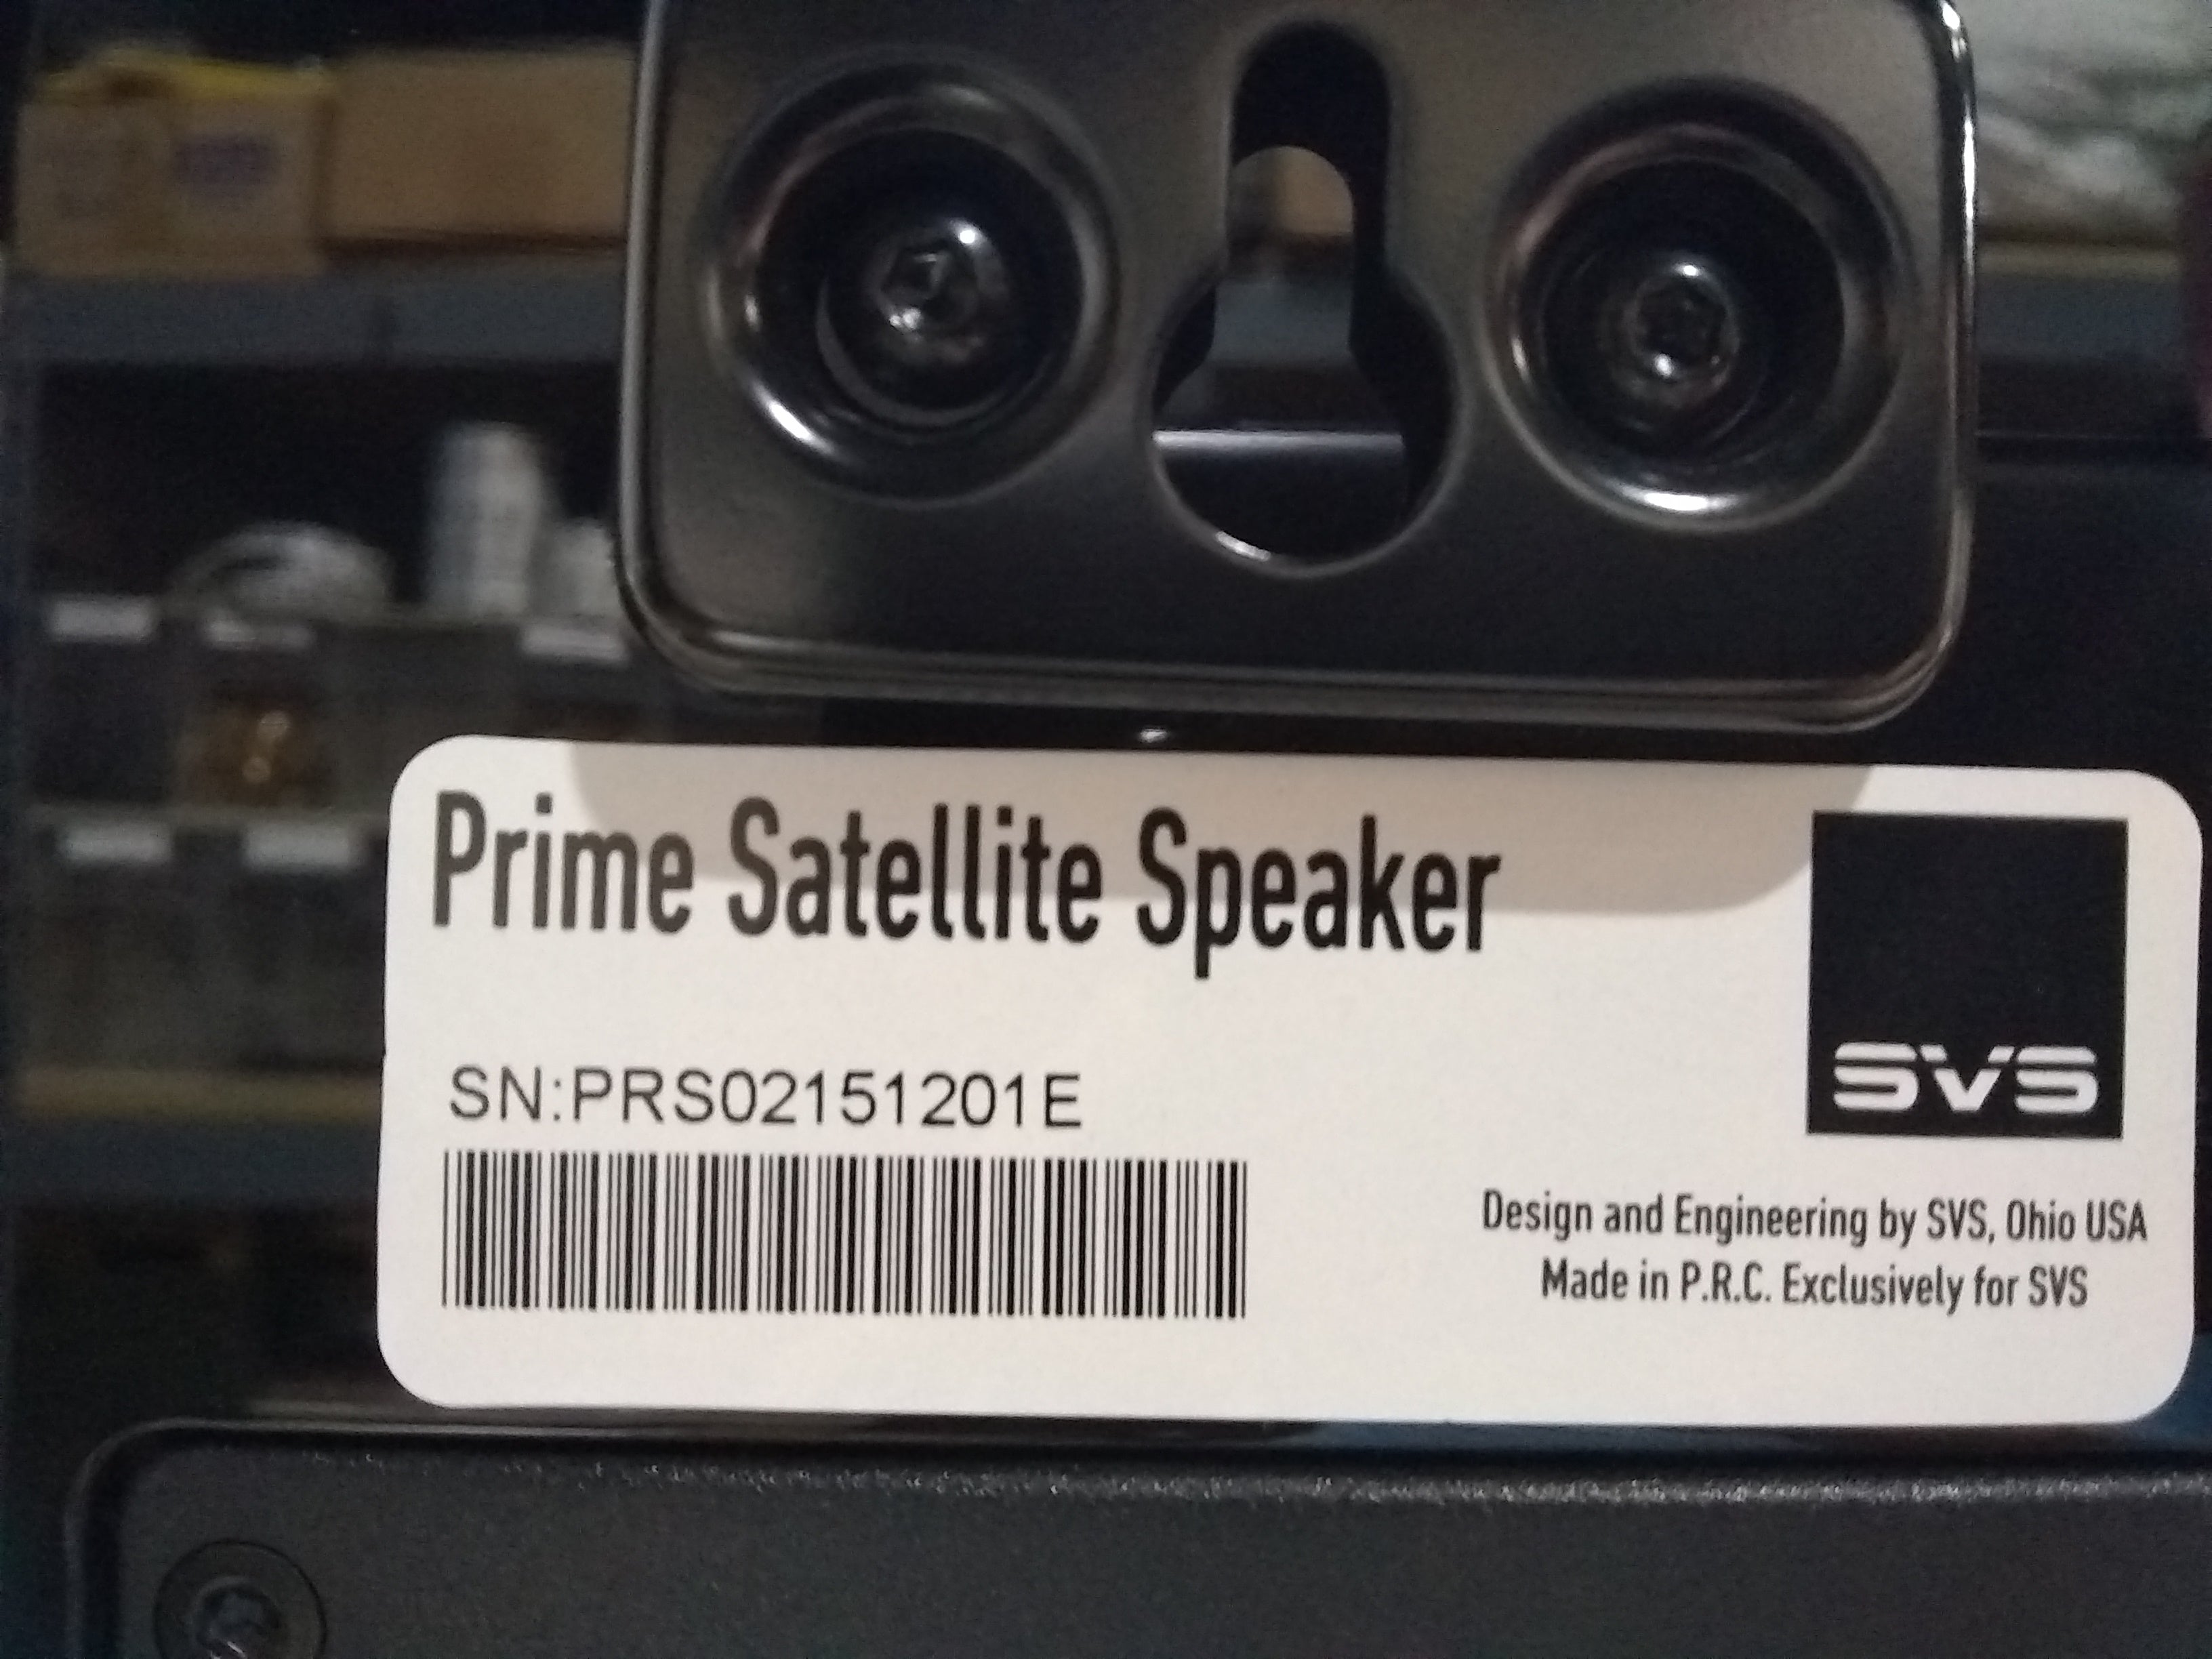 Prime Satellite Speaker
SN:PRS02151201E
SVS
Design and Engineering by SVS, Ohio USA
Made in P.R.C. Exclusively for SVS